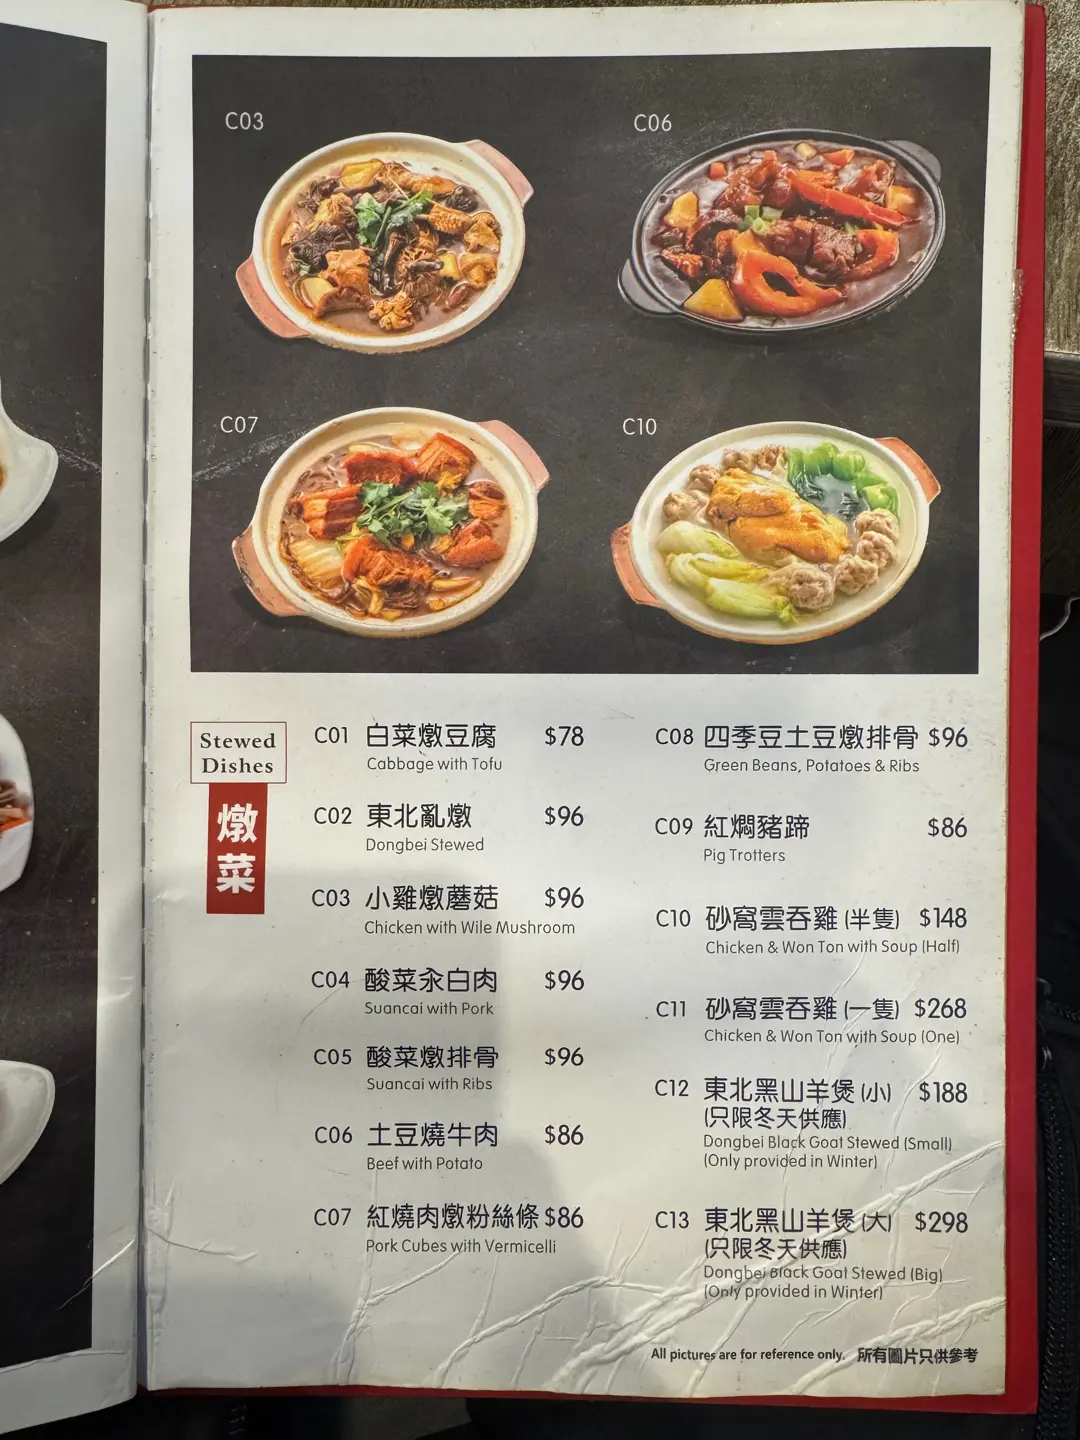 C03
C06
C07
C10
Stewed
Dishes
燉
菜
C01 白菜燉豆腐 $78
Cabbage with Tofu
C02 東北亂燉 $96
Dongbei Stewed
C03 小雞燉蘑菇 $96
Chicken with Wile Mushroom
C04 酸菜汆白肉 $96
Suancai with Pork
C05 酸菜燉排骨 $96
Suancai with Ribs
C06 土豆燒牛肉 $86
Beef with Potato
C07 紅燒肉燉粉絲條 $86
Pork Cubes with Vermicelli
C08 四季豆土豆燉排骨 $96
Green Beans, Potatoes & Ribs
C09 紅燜豬蹄 $86
Pig Trotters
C10 砂窩雲吞雞 (半隻) $148
Chicken & Won Ton with Soup (Half)
C11 砂窩雲吞雞 (一隻) $268
Chicken & Won Ton with Soup (One)
C12 東北黑山羊煲 (小) $188
(只限冬天供應)
Dongbei Black Goat Stewed (Small)
(Only provided in Winter)
C13 東北黑山羊煲 (大) $298
(只限冬天供應)
Dongbei Black Goat Stewed (Big)
(Only provided in Winter)
All pictures are for reference only. 所有圖片只供參考